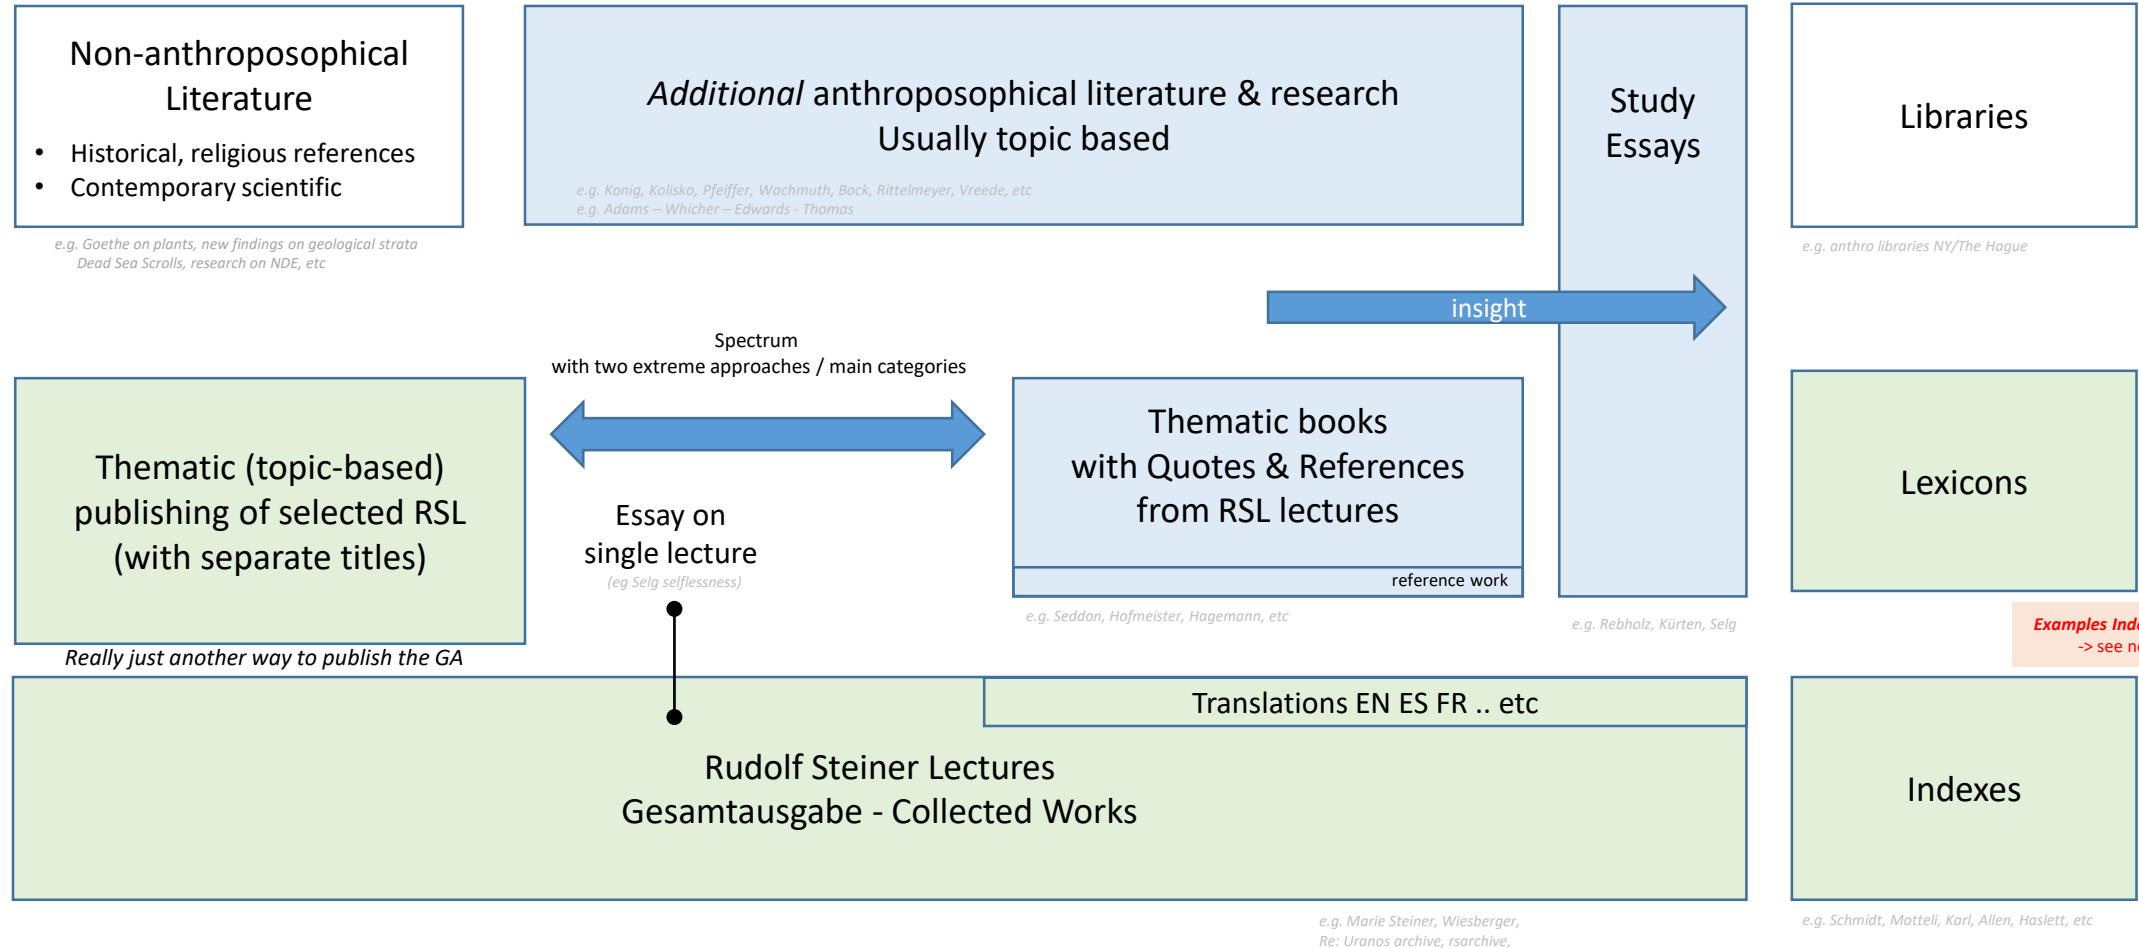 Non-anthroposophical
Literature
• Historical, religious references
• Contemporary scientific
e.g. Goethe on plants, new findings on geological strata
Dead Sea Scrolls, research on NDE, etc
Additional anthroposophical literature & research
Usually topic based
e.g. Konig, Kolisko, Pfeiffer, Wachmuth, Bock, Rittelmeyer, Vreede, etc
e.g. Adams – Whicher – Edwards - Thomas
Study
Essays
Libraries
e.g. anthro libraries NY/The Hague
insight
Spectrum
with two extreme approaches / main categories
Thematic (topic-based)
publishing of selected RSL
(with separate titles)
Really just another way to publish the GA
Essay on
single lecture
(eg Selg selflessness)
Thematic books
with Quotes & References
from RSL lectures
reference work
e.g. Seddon, Hofmeister, Hagemann, etc
e.g. Rebholz, Kürten, Selg
Lexicons
Examples
-> see
Translations EN ES FR .. etc
Rudolf Steiner Lectures
Gesamtausgabe - Collected Works
e.g. Marie Steiner, Wiesberger,
Re: Uranos archive, rsarchive,
Indexes
e.g. Schmidt, Motteli, Karl, Allen, Haslett, etc